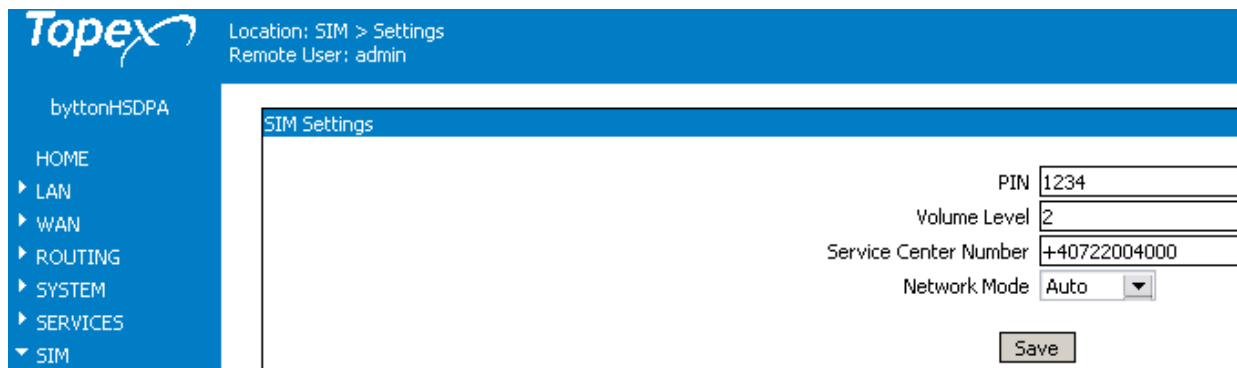 Topex
Location: SIM > Settings
Remote User: admin
byttonHSDPA
HOME
LAN
WAN
ROUTING
SYSTEM
SERVICES
SIM
SIM Settings
PIN 1234
Volume Level 2
Service Center Number +40722004000
Network Mode Auto
Save